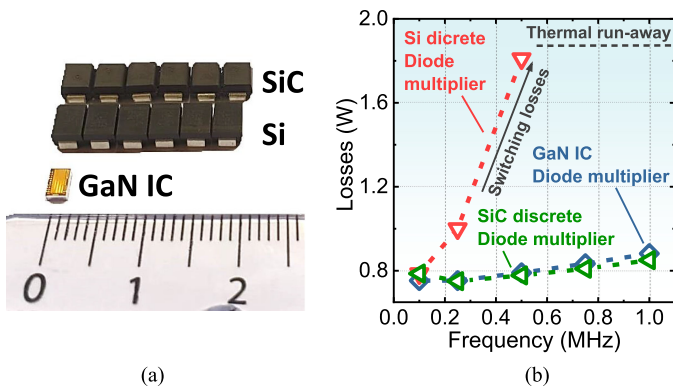 (a)
SiC
Si
GaN IC
0 1 2
(b)
2.0
1.6
1.2
0.8
0.0 0.2 0.4 0.6 0.8 1.0
Losses (W)
Frequency (MHz)
Thermal run-away
Si dicrete
Diode
multiplier
Switching losses
GaN IC
Diode multiplier
SiC discrete
Diode multiplier
(a)
(b)